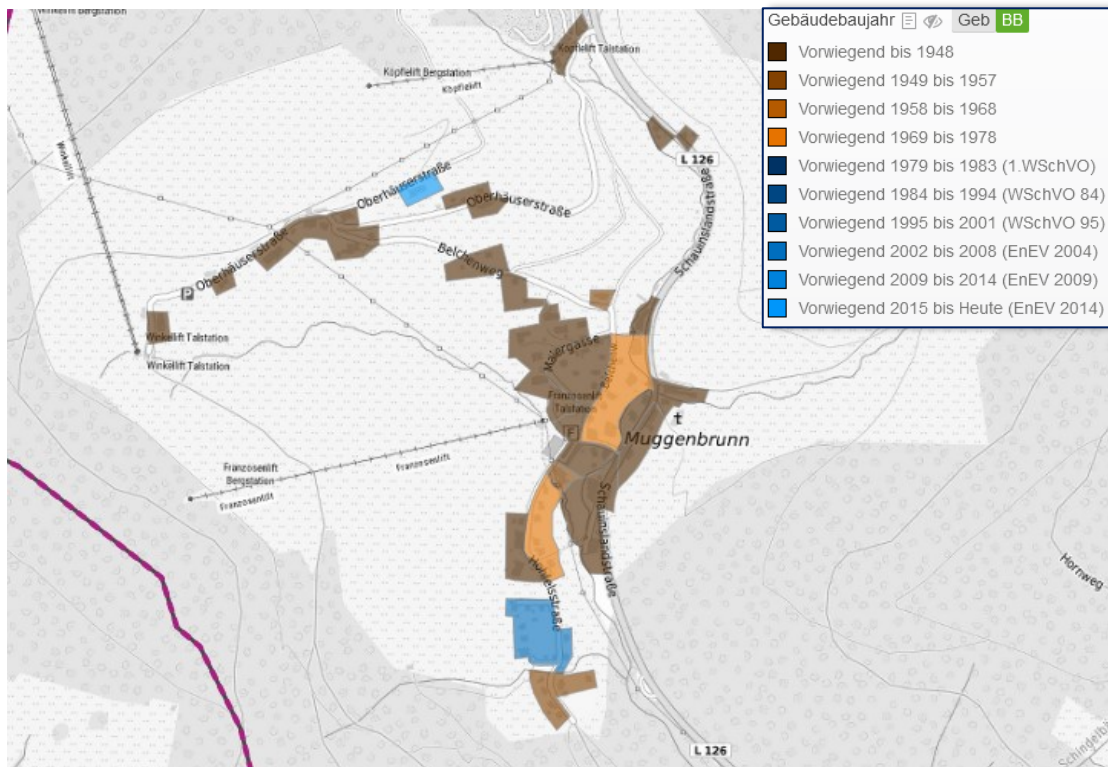 Gebäudebaujahr Geb BB
Vorwiegend bis 1948
Vorwiegend 1949 bis 1957
Vorwiegend 1958 bis 1968
Vorwiegend 1969 bis 1978
Vorwiegend 1979 bis 1983 (1.WSchVO)
Vorwiegend 1984 bis 1994 (WSchVO 84)
Vorwiegend 1995 bis 2001 (WSchVO 95)
Vorwiegend 2002 bis 2008 (EnEV 2004)
Vorwiegend 2009 bis 2014 (EnEV 2009)
Vorwiegend 2015 bis Heute (EnEV 2014)
Bergstation
Köpflelift Talstation
Köpflelift Bergstation
Köpflelift
Winkellift
L 126
Oberhäuserstraße
Oberhäuserstraße
Schauinslandstraße
Oberhäuserstraße
Belchenweg
P
Winkellift Talstation
Winkellift Talstation
Maiergasse
Franzosenlift
Talstation
F
Muggenbrunn
Franzosenlift
Bergstation
Franzosenlift
Franzosenlift
Schauinslandstraße
Hornweg
L 126